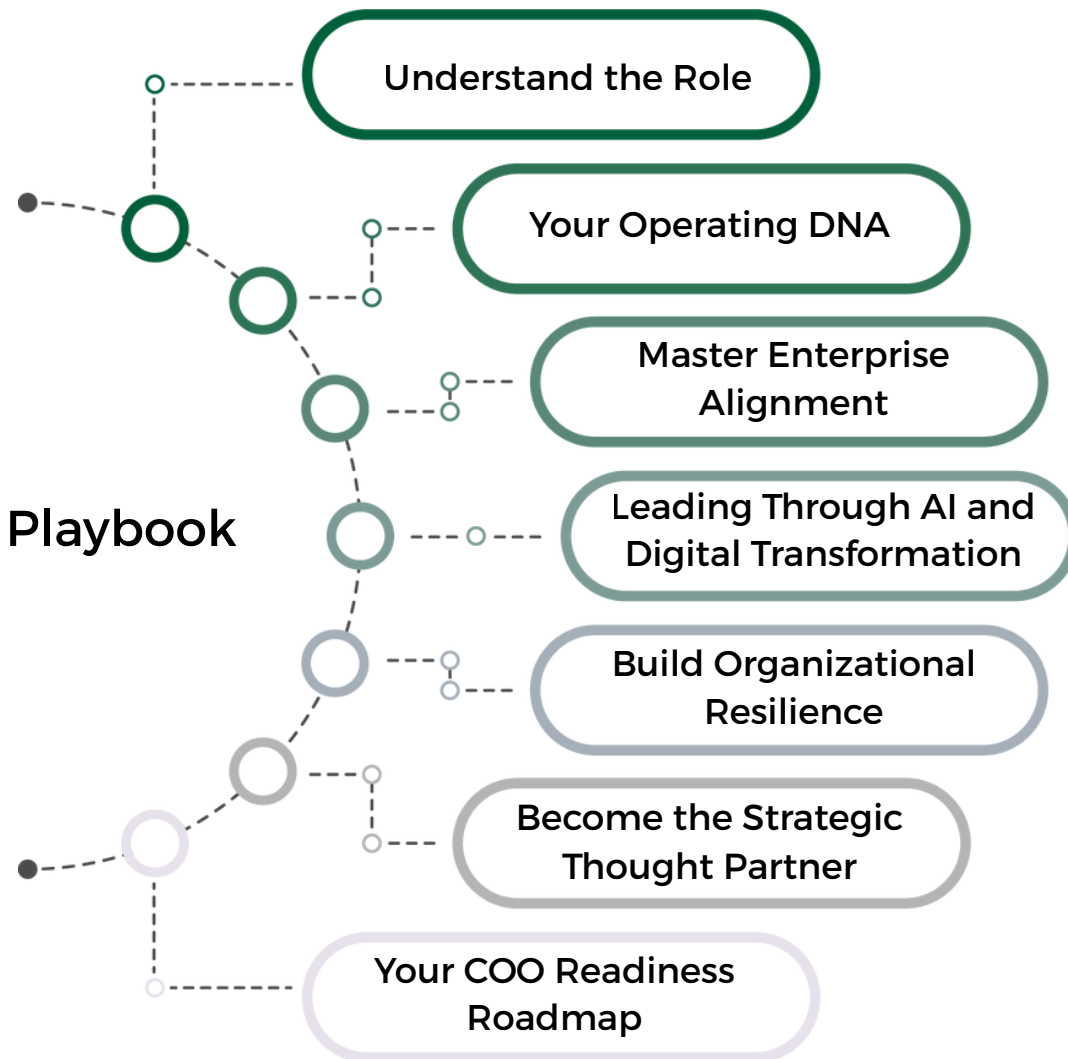 Understand the Role
Your Operating DNA
Master Enterprise
Alignment
Playbook
Leading Through AI and
Digital Transformation
Build Organizational
Resilience
Become the Strategic
Thought Partner
Your COO Readiness
Roadmap